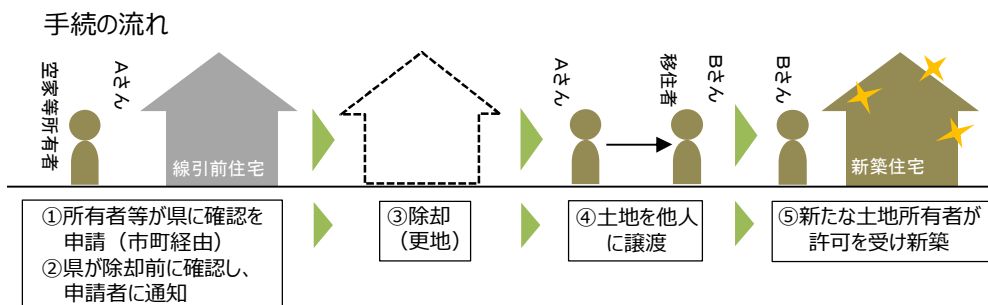 手続の流れ
空家等所有者
Aさん
線引前住宅
Aさん
移住者
Bさん
Bさん
新築住宅
①所有者等が県に確認を
申請（市町経由）
②県が除却前に確認し、
申請者に通知
③除却
（更地）
④土地を他人
に譲渡
⑤新たな土地所有者が
許可を受け新築